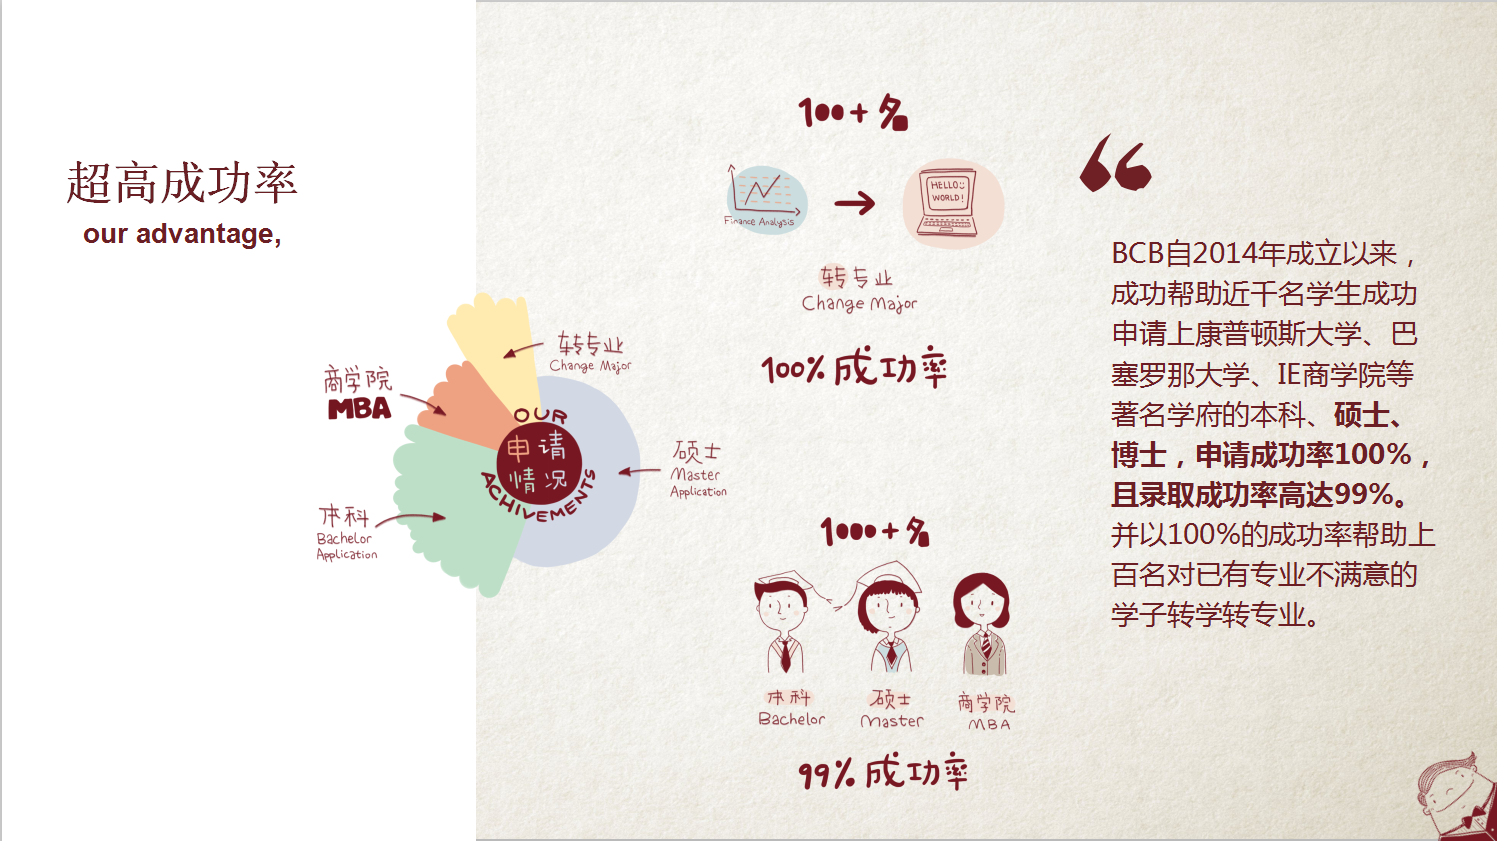 超高成功率
our advantage,
转专业
Change Major
商学院
MBA
OUR
申请
情况
ACHIVEMENTS
硕士
Master
Application
本科
Bachelor
Application
100+名
Finance Analysis
HELLO
WORLD!
转专业
Change Major
100%成功率
1000+名
本科
Bachelor
硕士
Master
商学院
MBA
99%成功率
BCB自2014年成立以来，
成功帮助近千名学生成功
申请上康普顿斯大学、巴
塞罗那大学、IE商学院等
著名学府的本科、硕士、
博士，申请成功率100%，
且录取成功率高达99%。
并以100%的成功率帮助上
百名对已有专业不满意的
学子转学转专业。